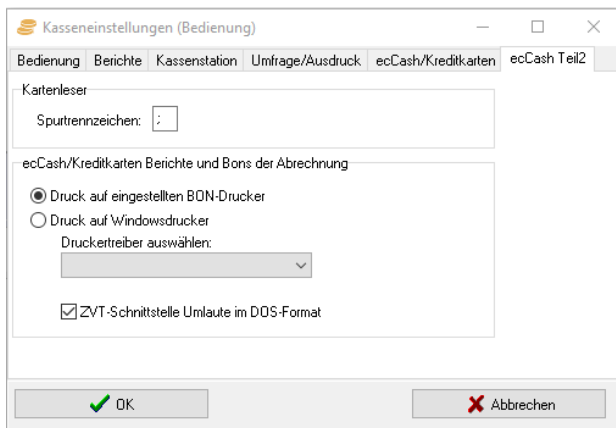 Kasseneinstellungen (Bedienung)
Bedienung Berichte Kassenstation Umfrage/Ausdruck ecCash/Kreditkarten ecCash Teil2
Kartenleser
Spurtrennzeichen: ;
ecCash/Kreditkarten Berichte und Bons der Abrechnung
Druck auf eingestellten BON-Drucker
Druck auf Windowsdrucker
Druckertreiber auswählen:
ZVT-Schnittstelle Umlaute im DOS-Format
OK Abbrechen